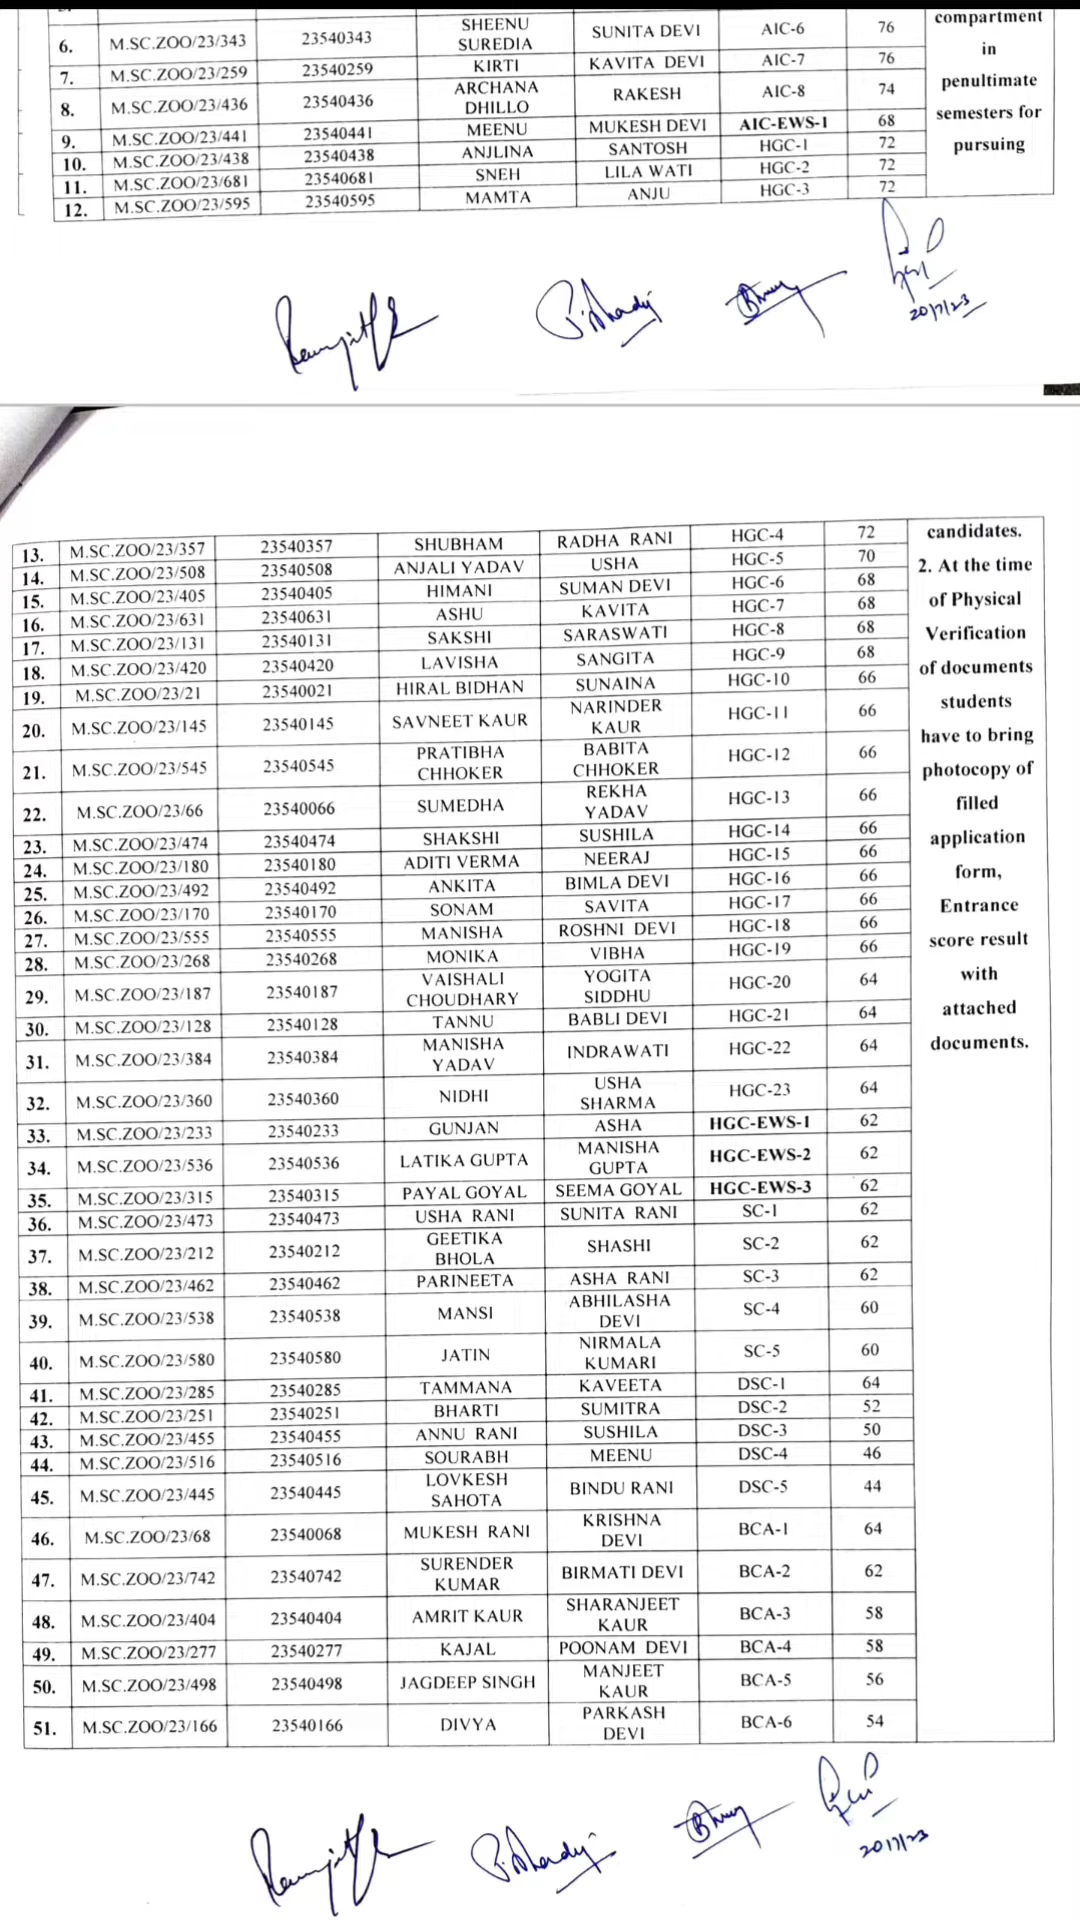 6. M.SC.ZOO/23/343 23540343 SHEENU SUREDIA SUNITA DEVI AIC-6 76
7. M.SC.ZOO/23/259 23540259 KIRTI KAVITA DEVI AIC-7 76
8. M.SC.ZOO/23/436 23540436 ARCHANA DHILLO RAKESH AIC-8 74
9. M.SC.ZOO/23/441 23540441 MEENU MUKESH DEVI AIC-EWS-1 68
10. M.SC.ZOO/23/438 23540438 ANJLINA SANTOSH HGC-1 72
11. M.SC.ZOO/23/681 23540681 SNEH LILA WATI HGC-2 72
12. M.SC.ZOO/23/595 23540595 MAMTA ANJU HGC-3 72
compartment
in
penultimate
semesters for
pursuing
20/7/23
13. M.SC.ZOO/23/357 23540357 SHUBHAM RADHA RANI HGC-4 72
14. M.SC.ZOO/23/508 23540508 ANJALI YADAV USHA HGC-5 70
15. M.SC.ZOO/23/405 23540405 HIMANI SUMAN DEVI HGC-6 68
16. M.SC.ZOO/23/631 23540631 ASHU KAVITA HGC-7 68
17. M.SC.ZOO/23/131 23540131 SAKSHI SARASWATI HGC-8 68
18. M.SC.ZOO/23/420 23540420 LAVISHA SANGITA HGC-9 68
19. M.SC.ZOO/23/21 23540021 HIRAL BIDHAN SUNAINA HGC-10 66
20. M.SC.ZOO/23/145 23540145 SAVNEET KAUR NARINDER KAUR HGC-11 66
21. M.SC.ZOO/23/545 23540545 PRATIBHA CHHOKER BABITA CHHOKER HGC-12 66
22. M.SC.ZOO/23/66 23540066 SUMEDHA REKHA YADAV HGC-13 66
23. M.SC.ZOO/23/474 23540474 SHAKSHI SUSHILA HGC-14 66
24. M.SC.ZOO/23/180 23540180 ADITI VERMA NEERAJ HGC-15 66
25. M.SC.ZOO/23/492 23540492 ANKITA BIMLA DEVI HGC-16 66
26. M.SC.ZOO/23/170 23540170 SONAM SAVITA HGC-17 66
27. M.SC.ZOO/23/555 23540555 MANISHA ROSHNI DEVI HGC-18 66
28. M.SC.ZOO/23/268 23540268 MONIKA VIBHA HGC-19 66
29. M.SC.ZOO/23/187 23540187 VAISHALI CHOUDHARY YOGITA SIDDHU HGC-20 64
30. M.SC.ZOO/23/128 23540128 TANNU BABLI DEVI HGC-21 64
31. M.SC.ZOO/23/384 23540384 MANISHA YADAV INDRAWATI HGC-22 64
32. M.SC.ZOO/23/360 23540360 NIDHI USHA SHARMA HGC-23 64
33. M.SC.ZOO/23/233 23540233 GUNJAN ASHA HGC-EWS-1 62
34. M.SC.ZOO/23/536 23540536 LATIKA GUPTA MANISHA GUPTA HGC-EWS-2 62
35. M.SC.ZOO/23/315 23540315 PAYAL GOYAL SEEMA GOYAL HGC-EWS-3 62
36. M.SC.ZOO/23/473 23540473 USHA RANI SUNITA RANI SC-1 62
37. M.SC.ZOO/23/212 23540212 GEETIKA BHOLA SHASHI SC-2 62
38. M.SC.ZOO/23/462 23540462 PARINEETA ASHA RANI SC-3 62
39. M.SC.ZOO/23/538 23540538 MANSI ABHILASHA DEVI SC-4 60
40. M.SC.ZOO/23/580 23540580 JATIN NIRMALA KUMARI SC-5 60
41. M.SC.ZOO/23/285 23540285 TAMMANA KAVEETA DSC-1 64
42. M.SC.ZOO/23/251 23540251 BHARTI SUMITRA DSC-2 52
43. M.SC.ZOO/23/455 23540455 ANNU RANI SUSHILA DSC-3 50
44. M.SC.ZOO/23/516 23540516 SOURABH MEENU DSC-4 46
45. M.SC.ZOO/23/445 23540445 LOVKESH SAHOTA BINDU RANI DSC-5 44
46. M.SC.ZOO/23/68 23540068 MUKESH RANI KRISHNA DEVI BCA-1 64
47. M.SC.ZOO/23/742 23540742 SURENDER KUMAR BIRMATI DEVI BCA-2 62
48. M.SC.ZOO/23/404 23540404 AMRIT KAUR SHARANJEET KAUR BCA-3 58
49. M.SC.ZOO/23/277 23540277 KAJAL POONAM DEVI BCA-4 58
50. M.SC.ZOO/23/498 23540498 JAGDEEP SINGH MANJEET KAUR BCA-5 56
51. M.SC.ZOO/23/166 23540166 DIVYA PARKASH DEVI BCA-6 54
candidates.
2. At the time
of Physical
Verification
of documents
students
have to bring
photocopy of
filled
application
form,
Entrance
score result
with
attached
documents.
20/7/23